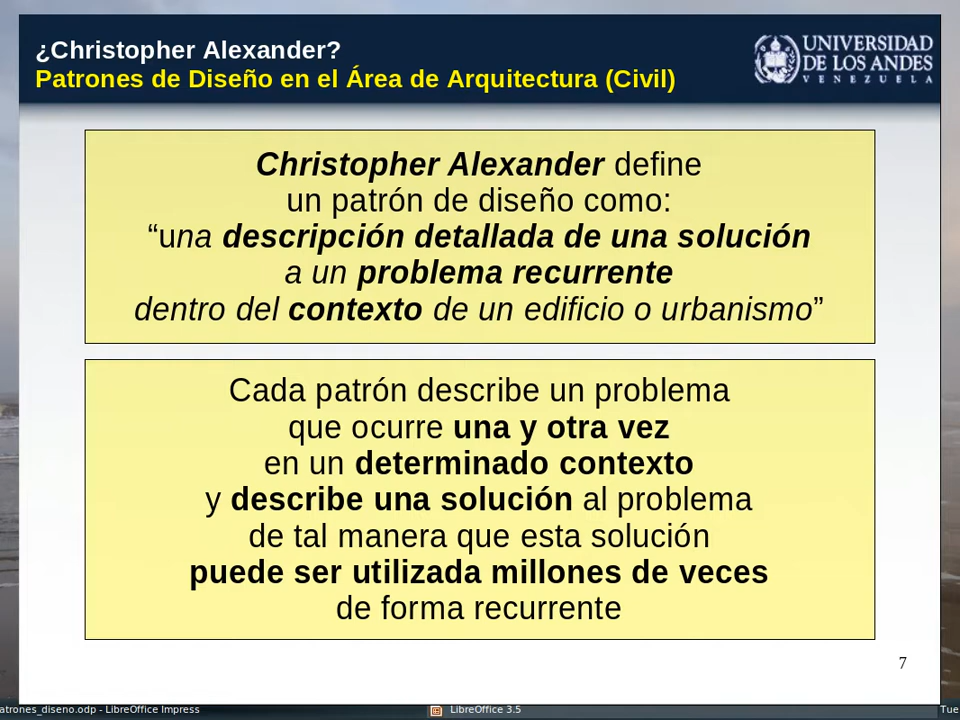 ¿Christopher Alexander?
Patrones de Diseño en el Área de Arquitectura (Civil)
UNIVERSIDAD
DE LOS ANDES
VENEZUELA
Christopher Alexander define
un patrón de diseño como:
“una descripción detallada de una solución
a un problema recurrente
dentro del contexto de un edificio o urbanismo”
Cada patrón describe un problema
que ocurre una y otra vez
en un determinado contexto
y describe una solución al problema
de tal manera que esta solución
puede ser utilizada millones de veces
de forma recurrente
7
atrones_diseno.odp - LibreOffice Impress
LibreOffice 3.5
Tue